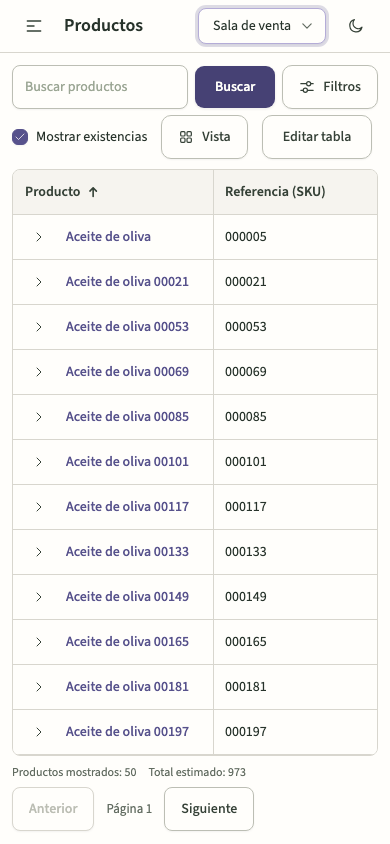 Productos
Sala de venta
Buscar productos
Buscar
Filtros
Mostrar existencias
Vista
Editar tabla
Producto ↑
Referencia (SKU)
Aceite de oliva 000005
Aceite de oliva 00021 000021
Aceite de oliva 00053 000053
Aceite de oliva 00069 000069
Aceite de oliva 00085 000085
Aceite de oliva 00101 000101
Aceite de oliva 00117 000117
Aceite de oliva 00133 000133
Aceite de oliva 00149 000149
Aceite de oliva 00165 000165
Aceite de oliva 00181 000181
Aceite de oliva 00197 000197
Productos mostrados: 50 Total estimado: 973
Anterior
Página 1
Siguiente